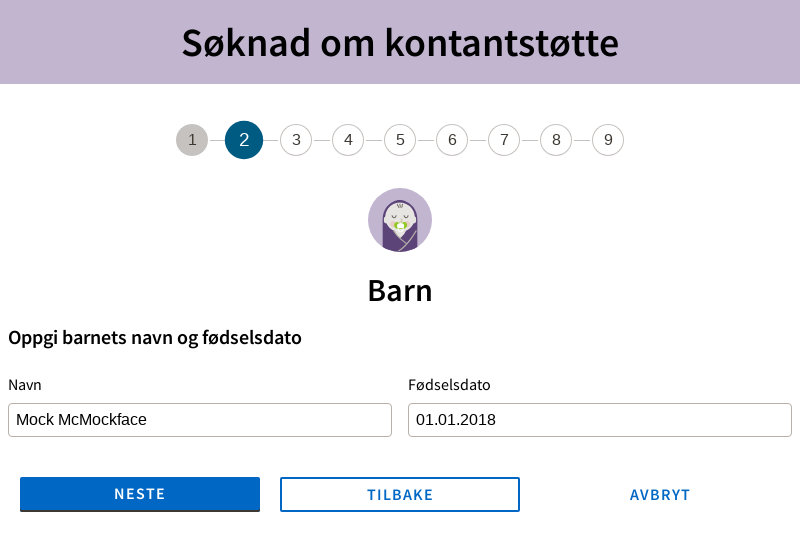 Søknad om kontantstøtte
1 2 3 4 5 6 7 8 9
Barn
Oppgi barnets navn og fødselsdato
Navn Fødselsdato
Mock McMockface 01.01.2018
NESTE TILBAKE AVBRYT